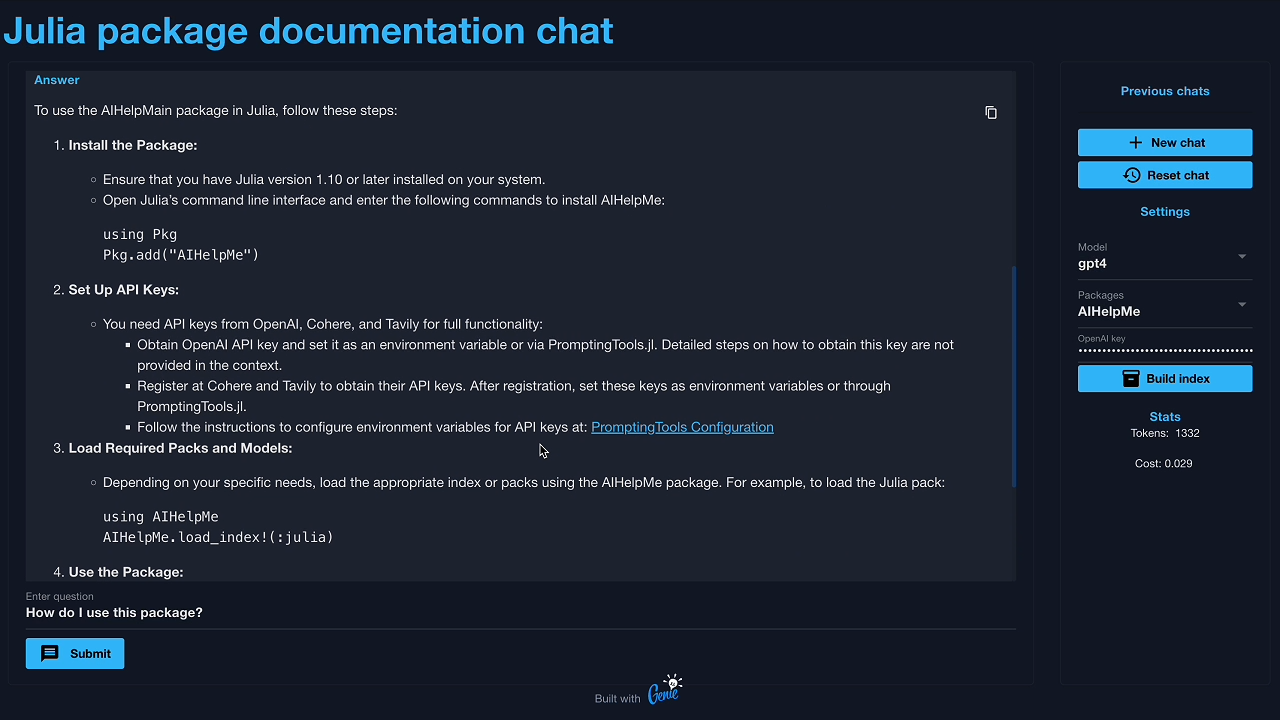 Julia package documentation chat
Answer
To use the AIHelpMain package in Julia, follow these steps:
1. Install the Package:
Ensure that you have Julia version 1.10 or later installed on your system.
Open Julia's command line interface and enter the following commands to install AIHelpMe:
using Pkg
Pkg.add("AIHelpMe")
2. Set Up API Keys:
You need API keys from OpenAI, Cohere, and Tavily for full functionality:
Obtain OpenAI API key and set it as an environment variable or via PromptingTools.jl. Detailed steps on how to obtain this key are not
provided in the context.
Register at Cohere and Tavily to obtain their API keys. After registration, set these keys as environment variables or through
PromptingTools.jl.
Follow the instructions to configure environment variables for API keys at: PromptingTools Configuration
3. Load Required Packs and Models:
Depending on your specific needs, load the appropriate index or packs using the AIHelpMe package. For example, to load the Julia pack:
using AIHelpMe
AIHelpMe.load_index!(:julia)
4. Use the Package:
Enter question
How do I use this package?
Submit
Previous chats
New chat
Reset chat
Settings
Model
gpt4
Packages
AIHelpMe
OpenAI key
Build index
Stats
Tokens: 1332
Cost: 0.029
Built with Genie